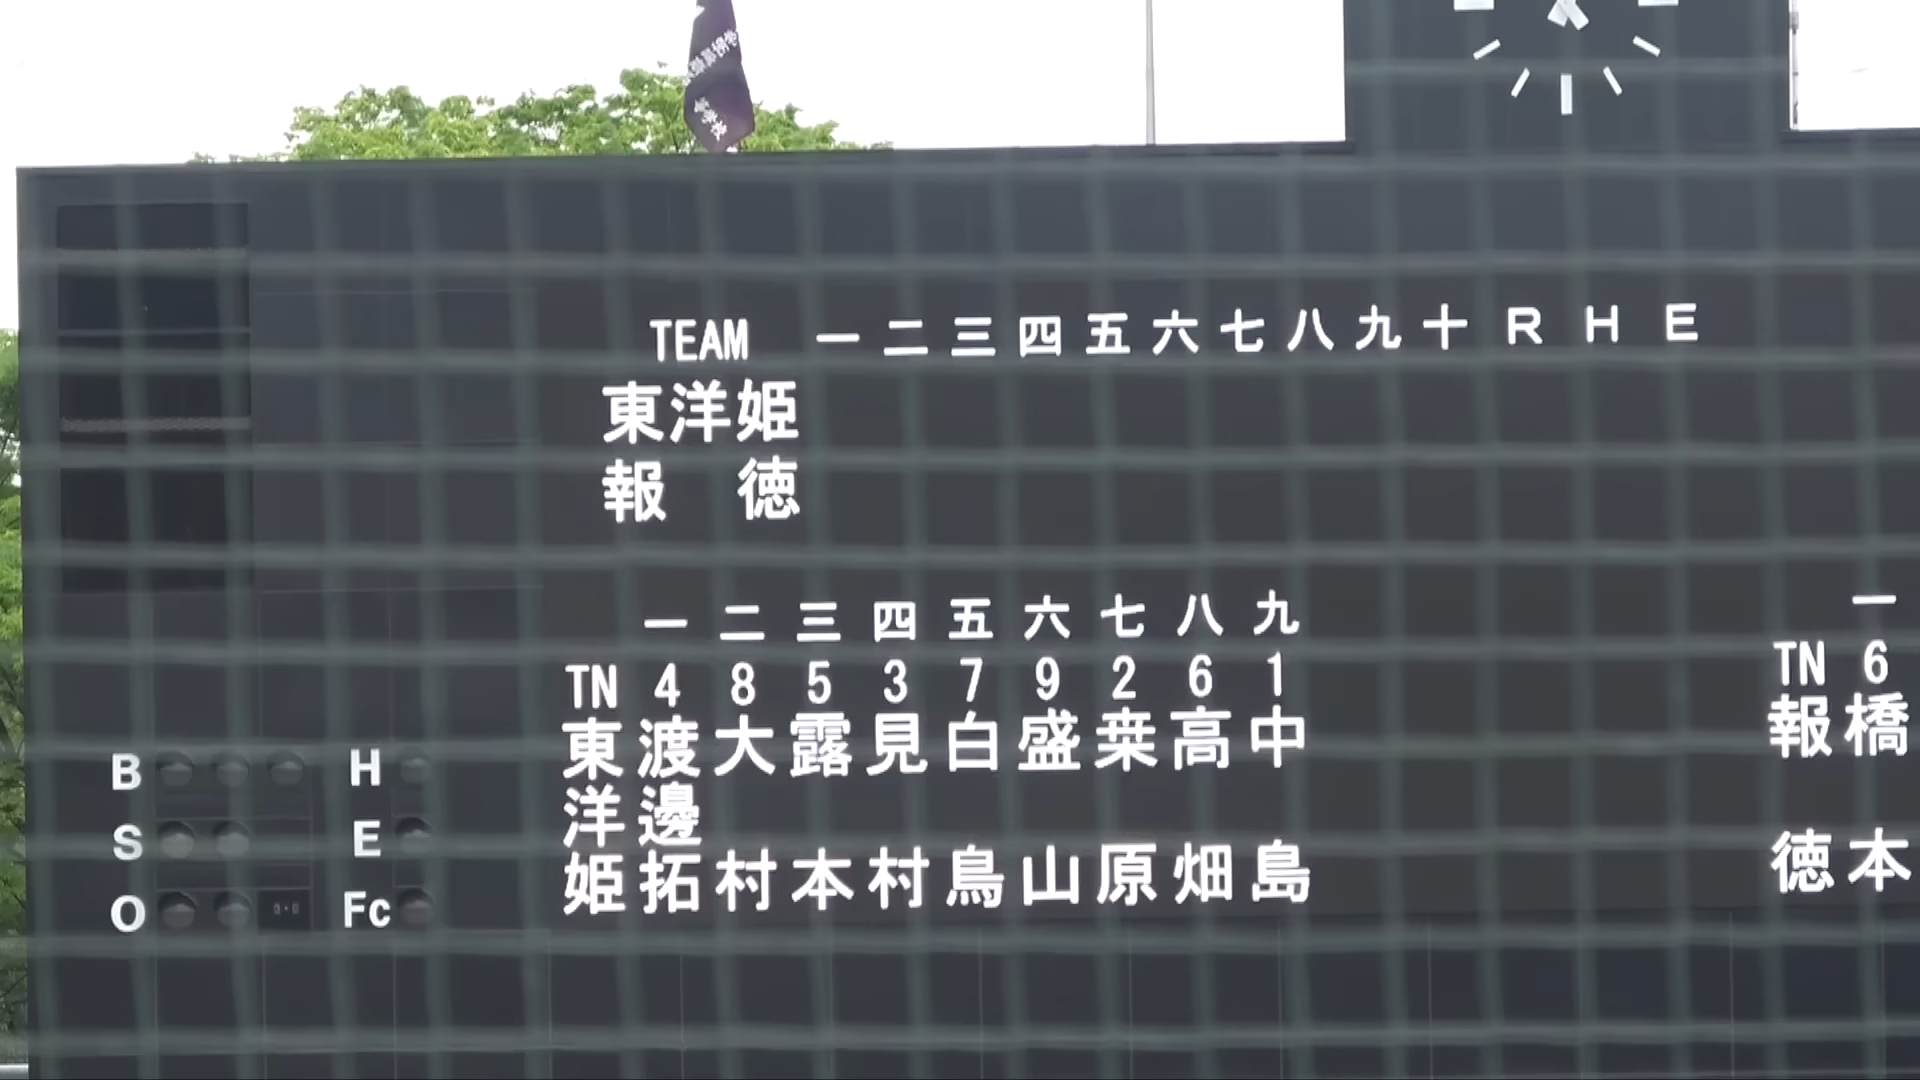 TEAM 一 二 三 四 五 六 七 八 九 十 R H E
東洋姫
報 徳
一 二 三 四 五 六 七 八 九
TN 4 8 5 3 7 9 2 6 1
東洋姫
渡邊拓
大村
露本
見村
白鳥
盛山
桒原
高畑
中島
一
TN 6
報徳
橋本
B H
S E
O Fc